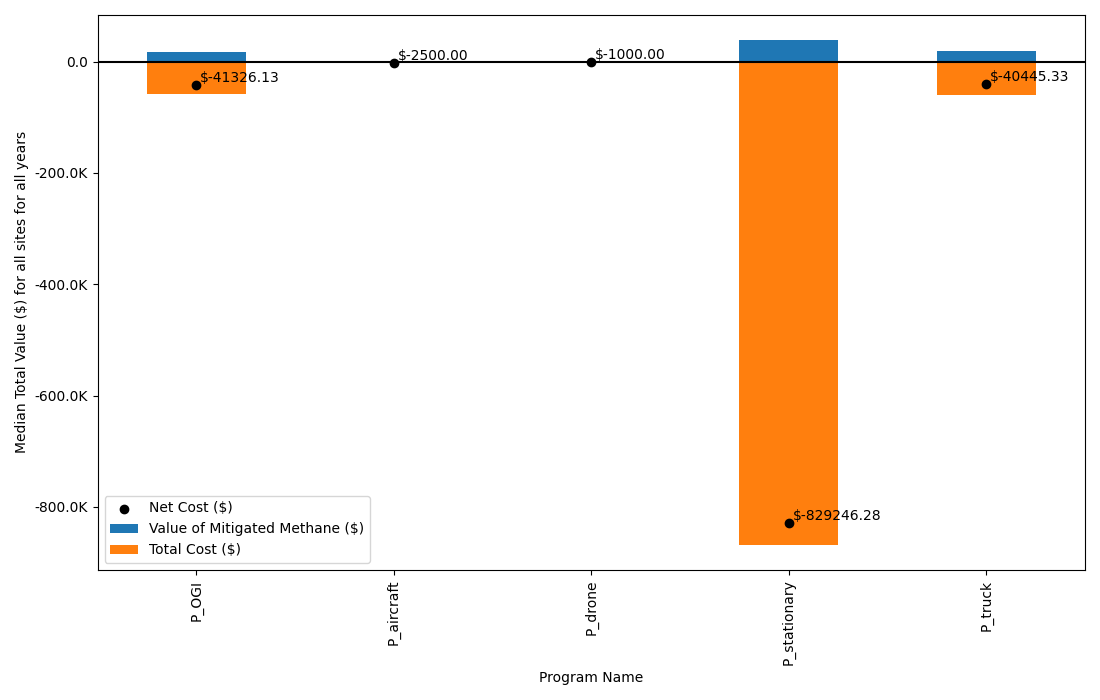 0.0
-200.0K
-400.0K
-600.0K
-800.0K
Median Total Value ($) for all sites for all years
$-41326.13
$-2500.00
$-1000.00
$-829246.28
$-40445.33
Net Cost ($)
Value of Mitigated Methane ($)
Total Cost ($)
P_OGI
P_aircraft
P_drone
P_stationary
P_truck
Program Name